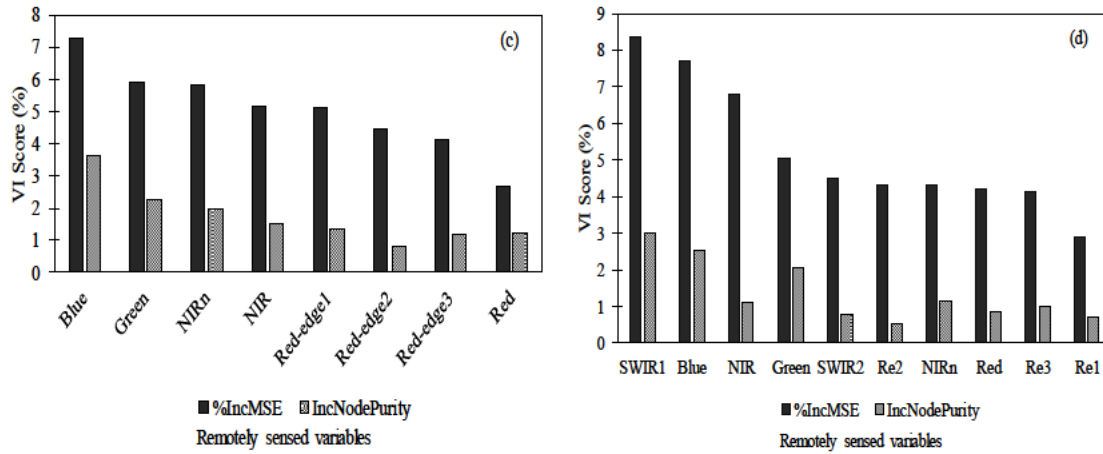 (c)
VI Score (%)
8
7
6
5
4
3
2
1
0
Blue
Green
NIRn
NIR
Red-edge1
Red-edge2
Red-edge3
Red
%IncMSE IncNodePurity
Remotely sensed variables
(d)
VI Score (%)
9
8
7
6
5
4
3
2
1
0
SWIR1 Blue NIR Green SWIR2 Re2 NIRn Red Re3 Re1
%IncMSE IncNodePurity
Remotely sensed variables